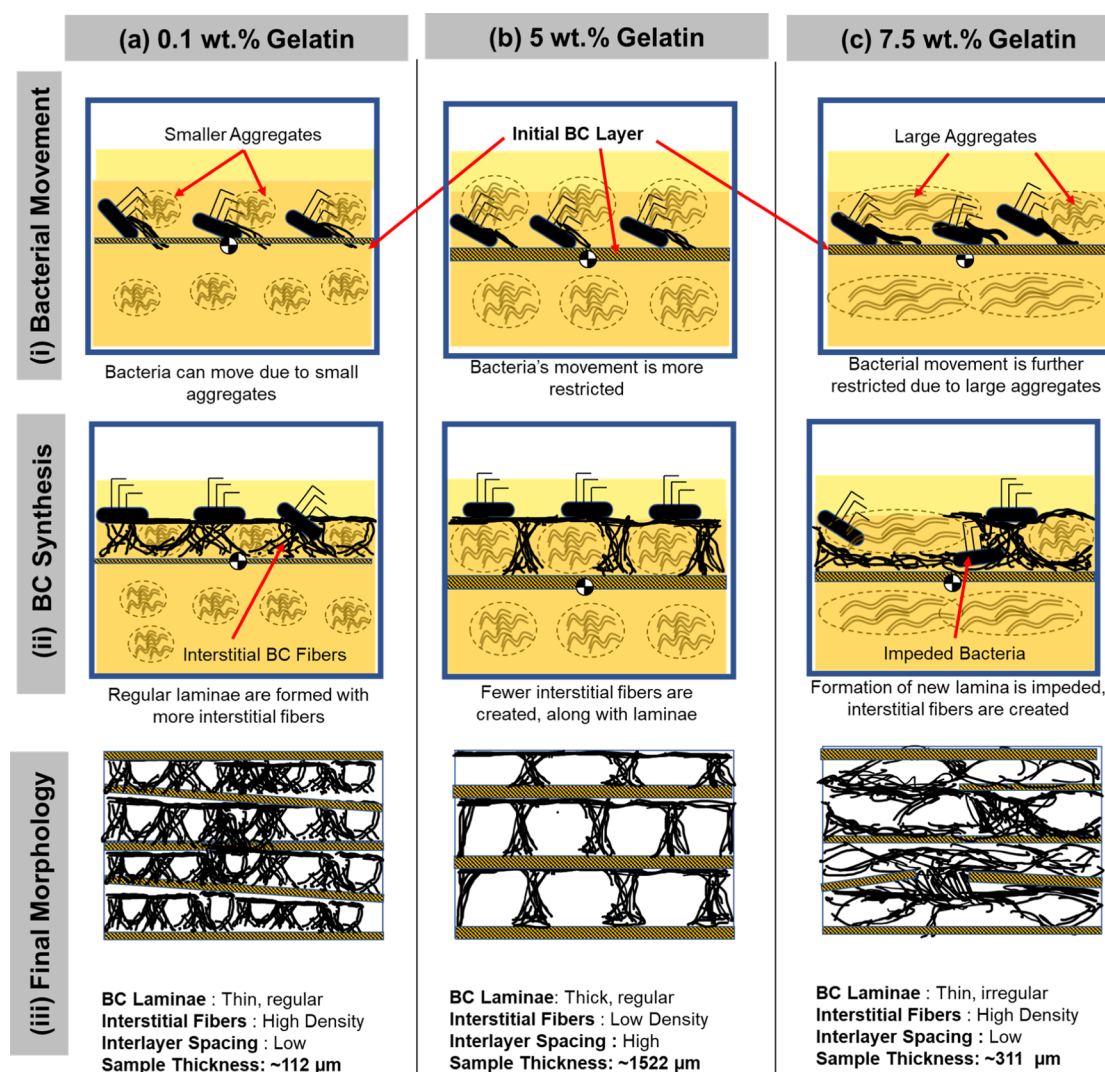 (a) 0.1 wt.% Gelatin
(b) 5 wt.% Gelatin
(c) 7.5 wt.% Gelatin
(i) Bacterial Movement
Smaller Aggregates
Initial BC Layer
Large Aggregates
Bacteria can move due to small
aggregates
Bacteria's movement is more
restricted
Bacterial movement is further
restricted due to large aggregates
(ii) BC Synthesis
Interstitial BC Fibers
Impeded Bacteria
Regular laminae are formed with
more interstitial fibers
Fewer interstitial fibers are
created, along with laminae
Formation of new lamina is impeded,
interstitial fibers are created
(iii) Final Morphology
BC Laminae : Thin, regular
Interstitial Fibers : High Density
Interlayer Spacing : Low
Sample Thickness: ~112 µm
BC Laminae: Thick, regular
Interstitial Fibers : Low Density
Interlayer Spacing : High
Sample Thickness: ~1522 µm
BC Laminae : Thin, irregular
Interstitial Fibers : High Density
Interlayer Spacing : Low
Sample Thickness: ~311 µm